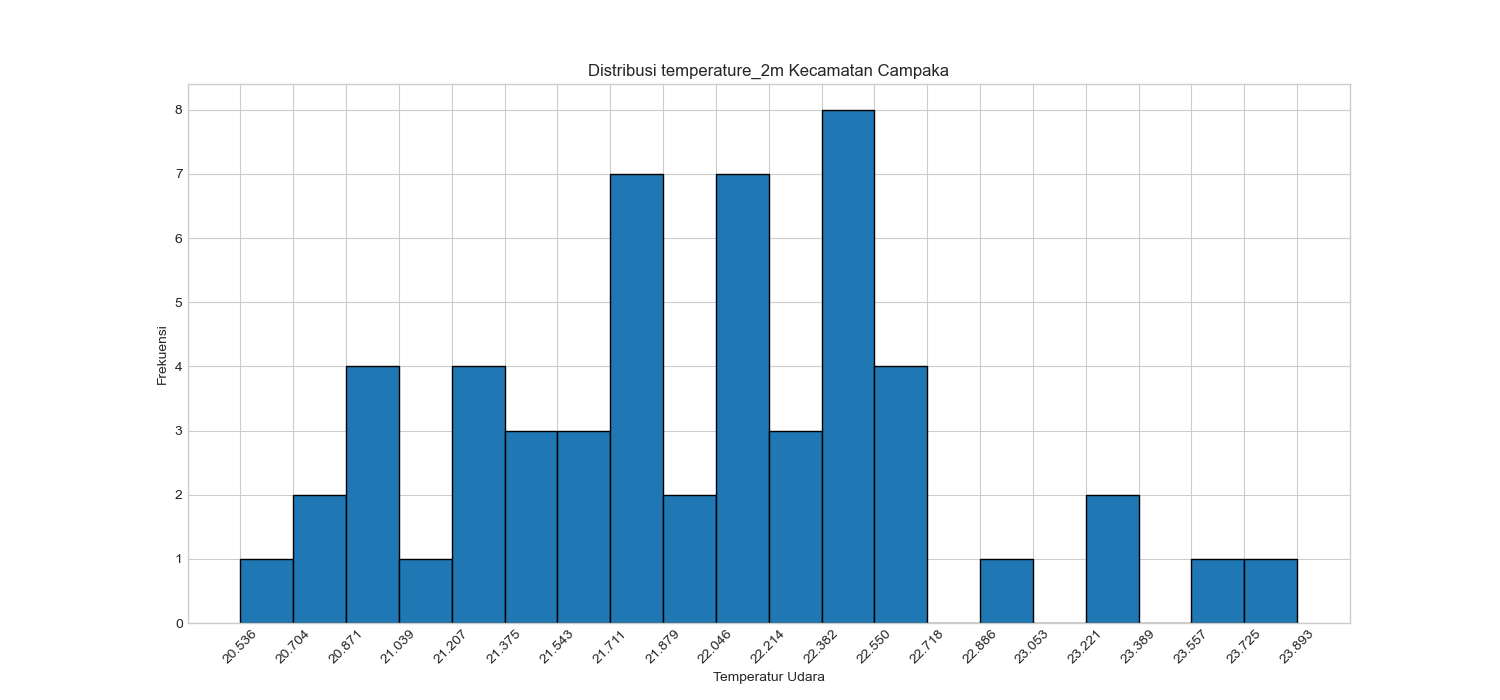 Distribusi temperature_2m Kecamatan Campaka
8
7
6
5
4
3
2
1
0
Frekuensi
20.536 20.704 20.871 21.039 21.207 21.375 21.543 21.711 21.879 22.046 22.214 22.382 22.550 22.718 22.886 23.053 23.221 23.389 23.557 23.725 23.893
Temperatur Udara